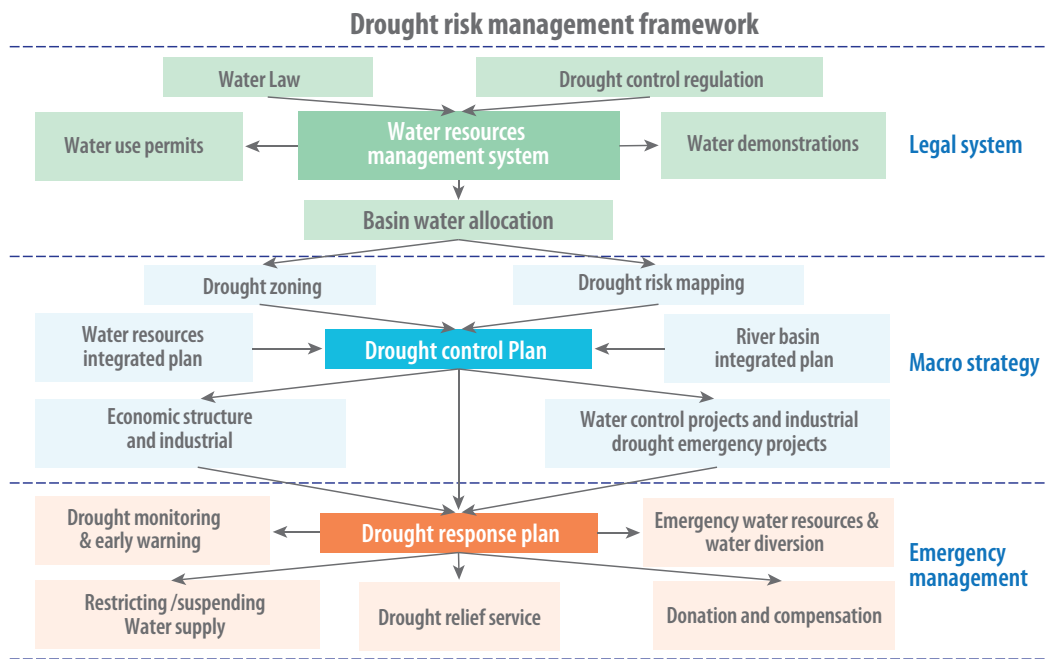 Drought risk management framework
Water Law
Drought control regulation
Water use permits
Water resources
management system
Water demonstrations
Legal system
Basin water allocation
Drought zoning
Drought risk mapping
Water resources
integrated plan
Drought control Plan
River basin
integrated plan
Macro strategy
Economic structure
and industrial
Water control projects and industrial
drought emergency projects
Drought monitoring
& early warning
Drought response plan
Emergency water resources &
water diversion
Emergency
management
Restricting /suspending
Water supply
Drought relief service
Donation and compensation